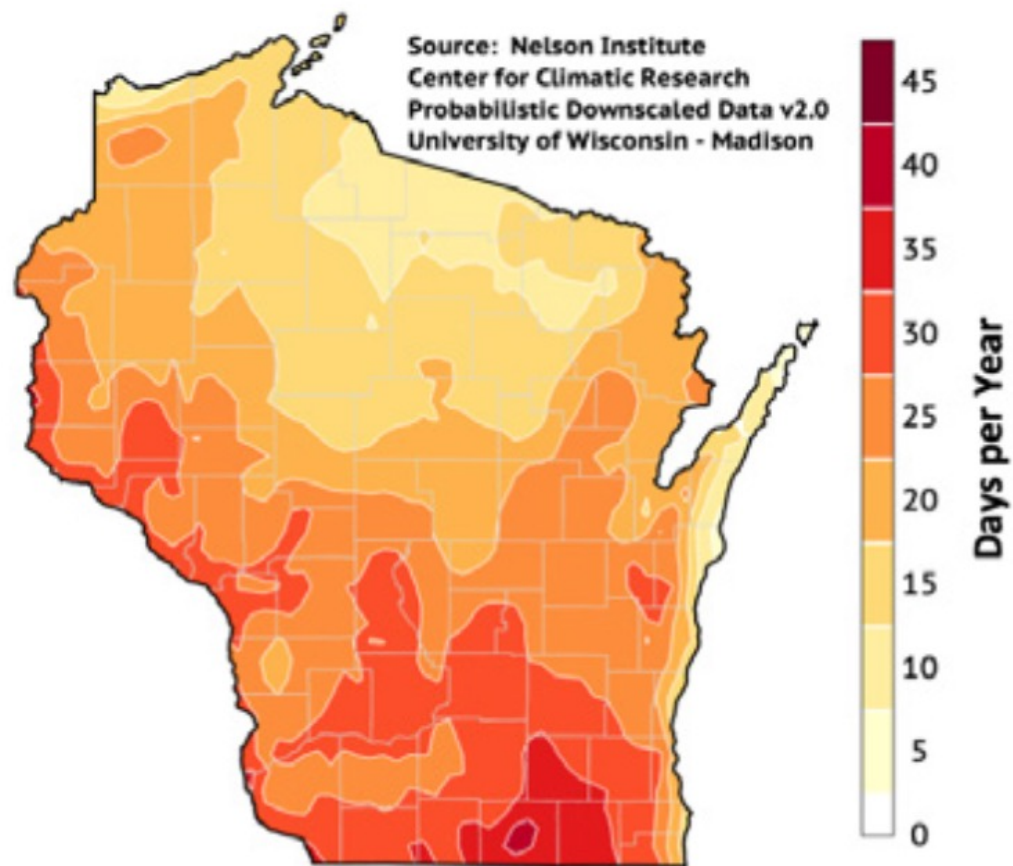 Source: Nelson Institute
Center for Climatic Research
Probabilistic Downscaled Data v2.0
University of Wisconsin - Madison
45
40
35
30
25
20
15
10
5
0
Days per Year